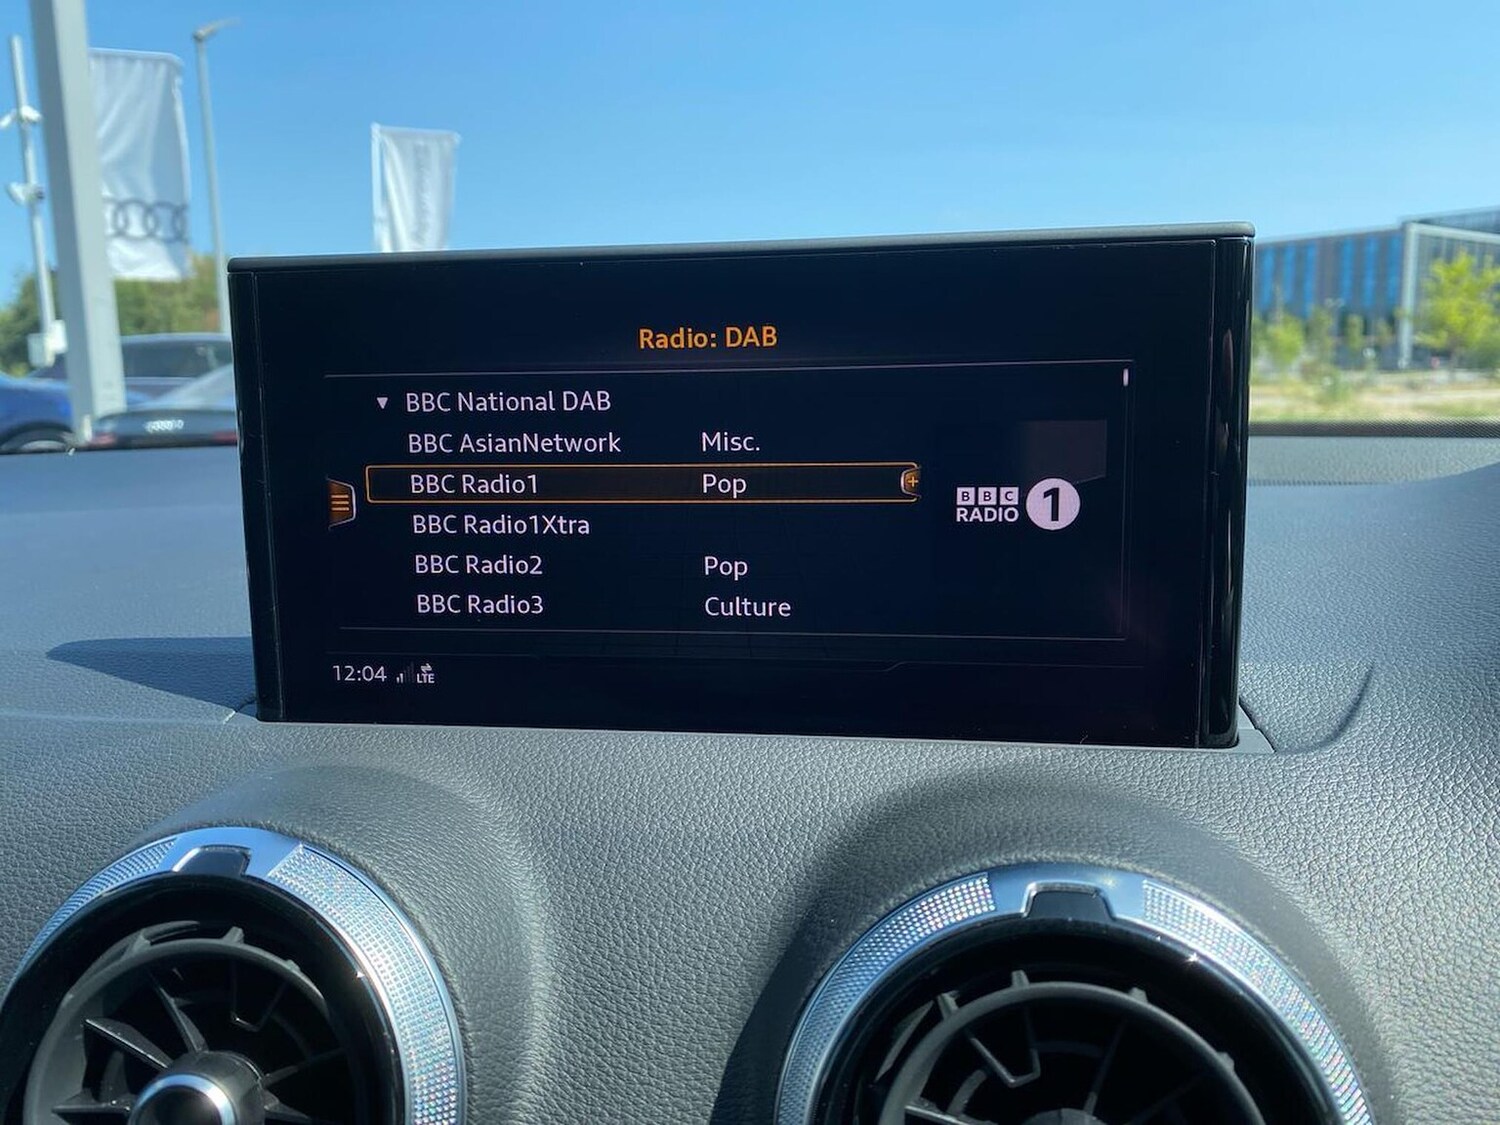 Radio: DAB
▼ BBC National DAB
BBC AsianNetwork Misc.
BBC Radio1 Pop
BBC Radio1Xtra
BBC Radio2 Pop
BBC Radio3 Culture
BBC
RADIO 1
12:04 LTE